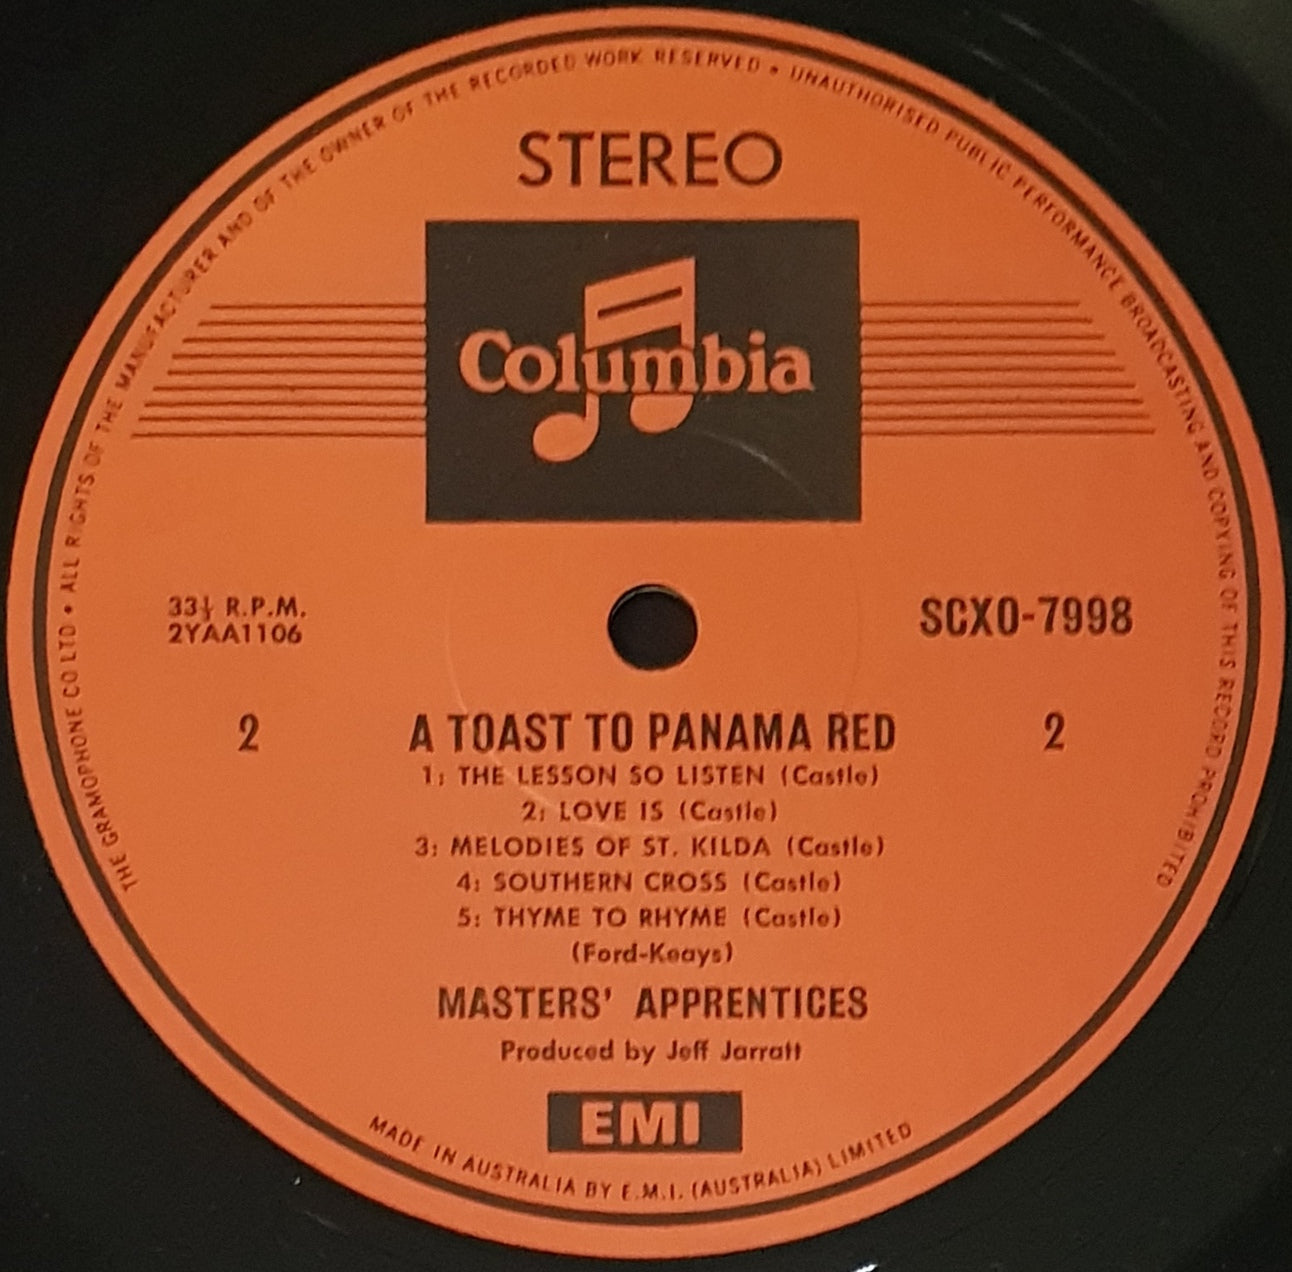 THE GRAMOPHONE CO LTD • ALL RIGHTS OF THE MANUFACTURER AND OF THE OWNER OF THE RECORDED WORK RESERVED • UNAUTHORISED PUBLIC PERFORMANCE BROADCASTING AND COPYING OF THIS RECORD PROHIBITED
STEREO
Columbia
33⅓ R.P.M.
2YAA1106
SCXO-7998
2 A TOAST TO PANAMA RED 2
1: THE LESSON SO LISTEN (Castle)
2: LOVE IS (Castle)
3: MELODIES OF ST. KILDA (Castle)
4: SOUTHERN CROSS (Castle)
5: THYME TO RHYME (Castle)
(Ford-Keays)
MASTERS' APPRENTICES
Produced by Jeff Jarratt
EMI
MADE IN AUSTRALIA BY E.M.I. (AUSTRALIA) LIMITED